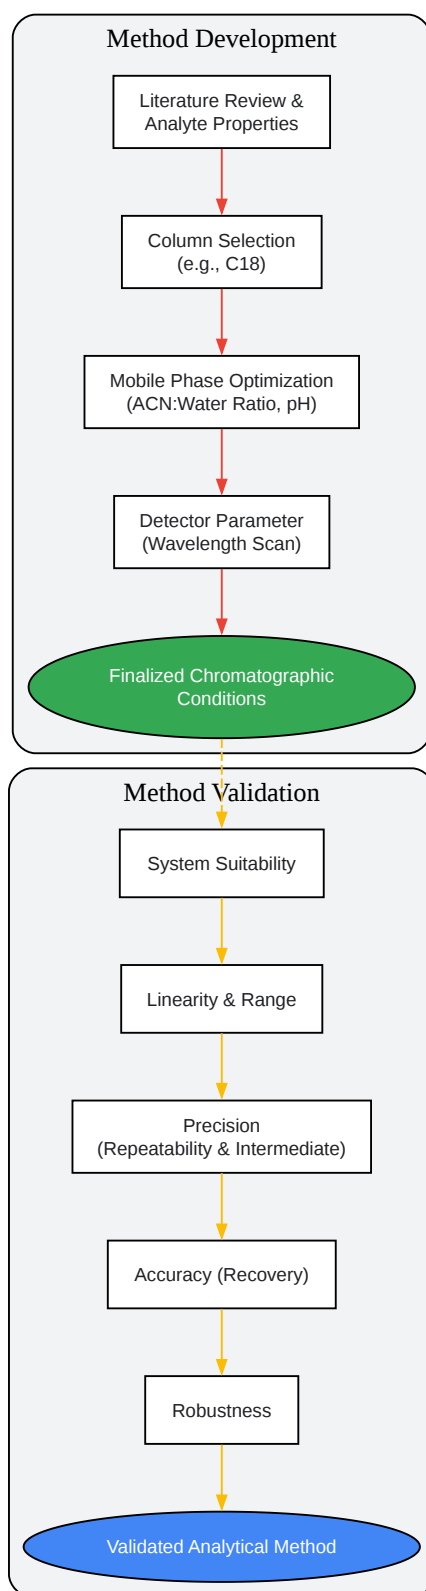 Method Development
Literature Review &
Analyte Properties
Column Selection
(e.g., C18)
Mobile Phase Optimization
(ACN:Water Ratio, pH)
Detector Parameter
(Wavelength Scan)
Finalized Chromatographic
Conditions
Method Validation
System Suitability
Linearity & Range
Precision
(Repeatability & Intermediate)
Accuracy (Recovery)
Robustness
Validated Analytical Method